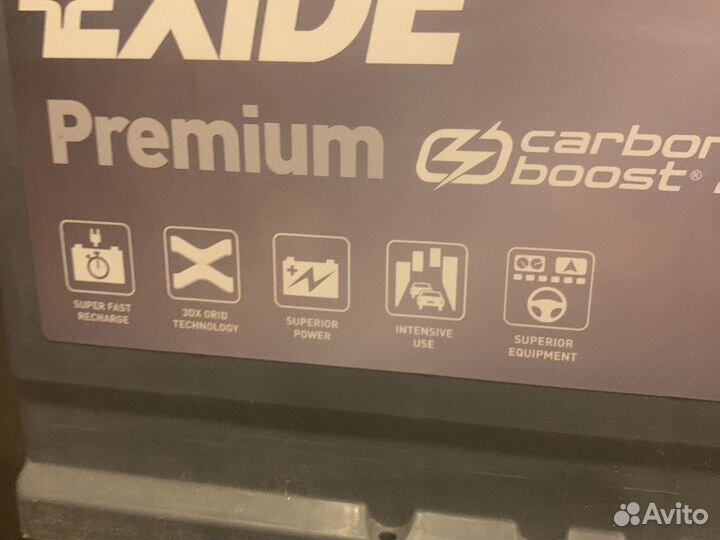 EXIDE
Premium
carbon
boost®
SUPER FAST
RECHARGE
3DX GRID
TECHNOLOGY
SUPERIOR
POWER
INTENSIVE
USE
SUPERIOR
EQUIPMENT
Avito